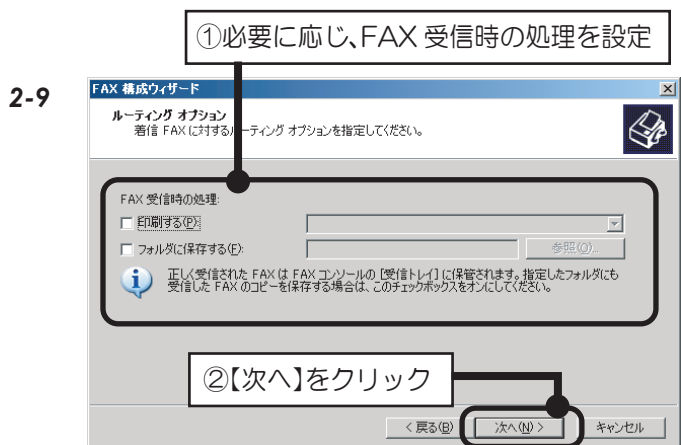 ①必要に応じ、FAX 受信時の処理を設定
2-9
FAX 構成ウィザード
ルーティング オプション
着信 FAX に対するルーティング オプションを指定してください。
FAX 受信時の処理:
印刷する(P):
フォルダに保存する(F):
参照(O)...
正しく受信された FAX は FAX コンソールの [受信トレイ] に保管されます。指定したフォルダにも
受信した FAX のコピーを保存する場合は、このチェックボックスをオンにしてください。
②【次へ】をクリック
< 戻る(B)
次へ(N) >
キャンセル